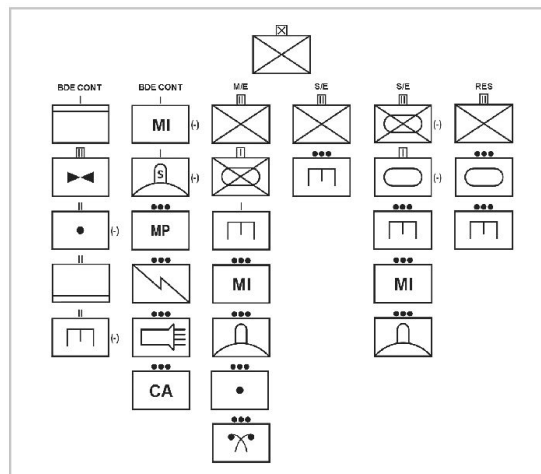 BDE CONT BDE CONT M/E S/E S/E RES
MI (-) (-)
S (-) (-)
(-) MP
MI MI
(-)
CA